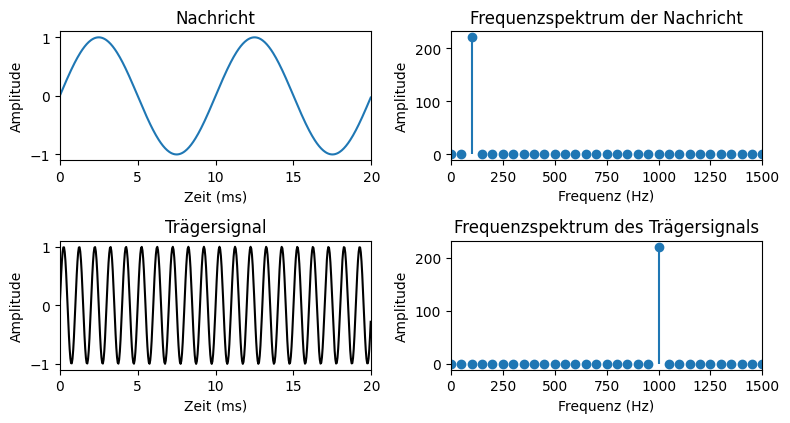 Nachricht
Amplitude
1
0
−1
0 5 10 15 20
Zeit (ms)
Frequenzspektrum der Nachricht
Amplitude
200
100
0
0 250 500 750 1000 1250 1500
Frequenz (Hz)
Trägersignal
Amplitude
1
0
−1
0 5 10 15 20
Zeit (ms)
Frequenzspektrum des Trägersignals
Amplitude
200
100
0
0 250 500 750 1000 1250 1500
Frequenz (Hz)